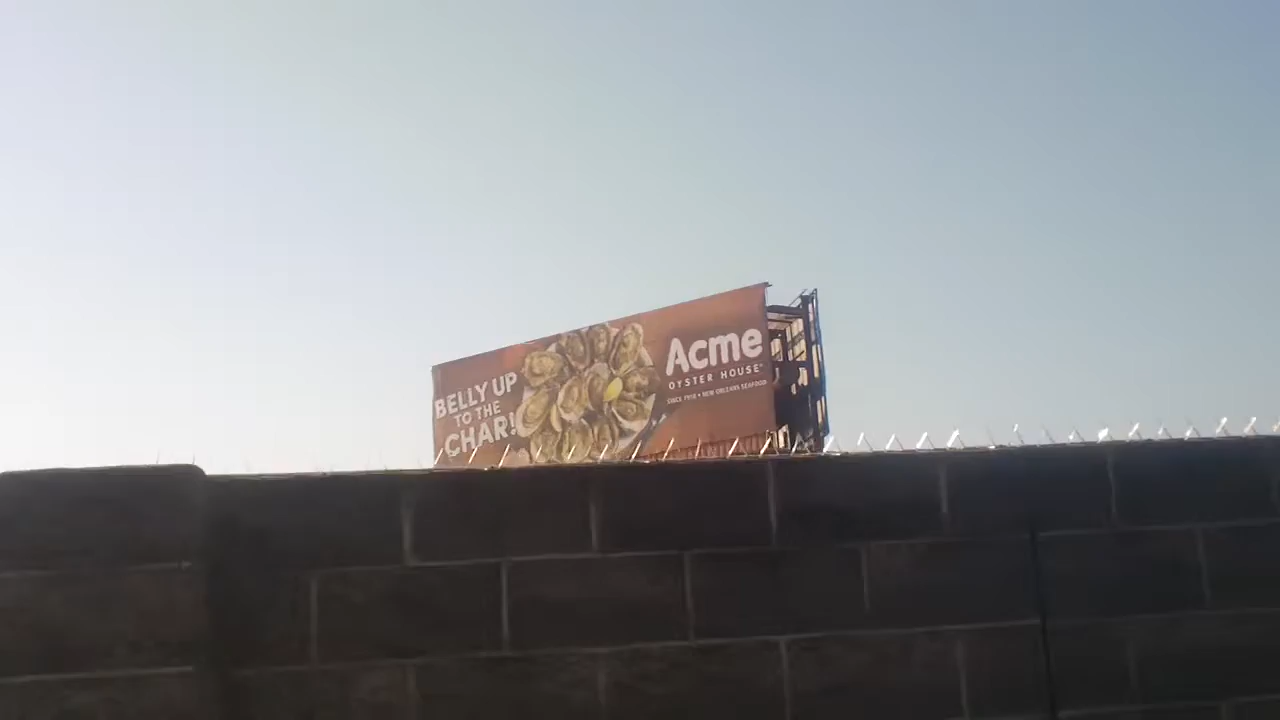 BELLY UP
TO THE
CHAR!
Acme
OYSTER HOUSE
SINCE 1910 • NEW ORLEANS SEAFOOD